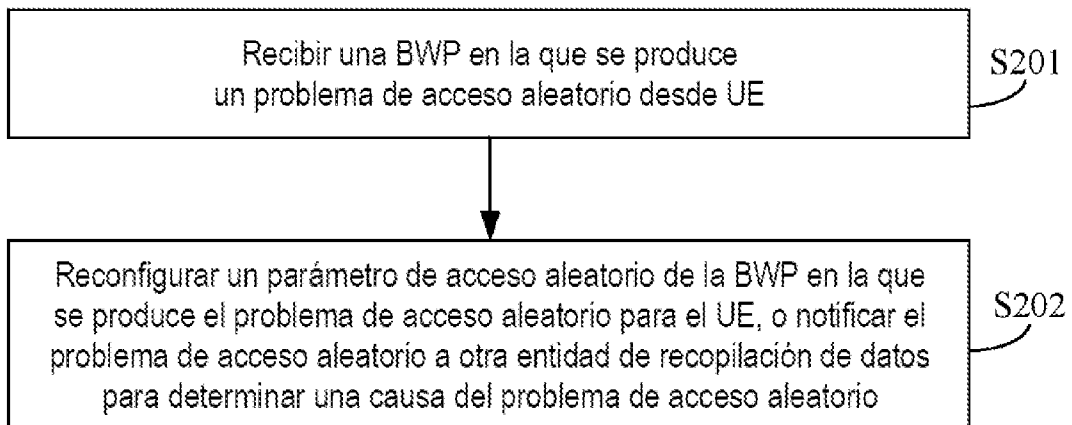 Recibir una BWP en la que se produce
un problema de acceso aleatorio desde UE
S201
Reconfigurar un parámetro de acceso aleatorio de la BWP en la que
se produce el problema de acceso aleatorio para el UE, o notificar el
problema de acceso aleatorio a otra entidad de recopilación de datos
para determinar una causa del problema de acceso aleatorio
S202